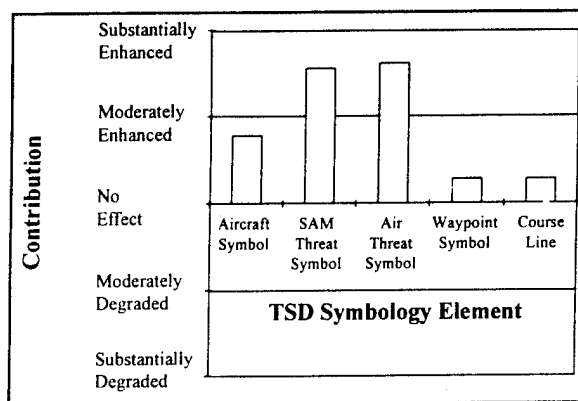 Substantially
Enhanced
Moderately
Enhanced
No
Effect
Moderately
Degraded
Substantially
Degraded
Contribution
Aircraft
Symbol
SAM
Threat
Symbol
Air
Threat
Symbol
Waypoint
Symbol
Course
Line
TSD Symbology Element